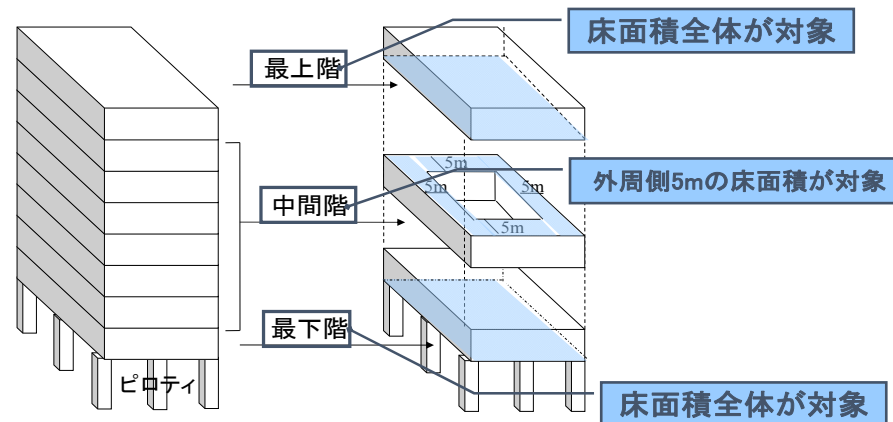 床面積全体が対象
最上階
5m
5m
5m
外周側5mの床面積が対象
中間階
5m
最下階
ピロティ
床面積全体が対象